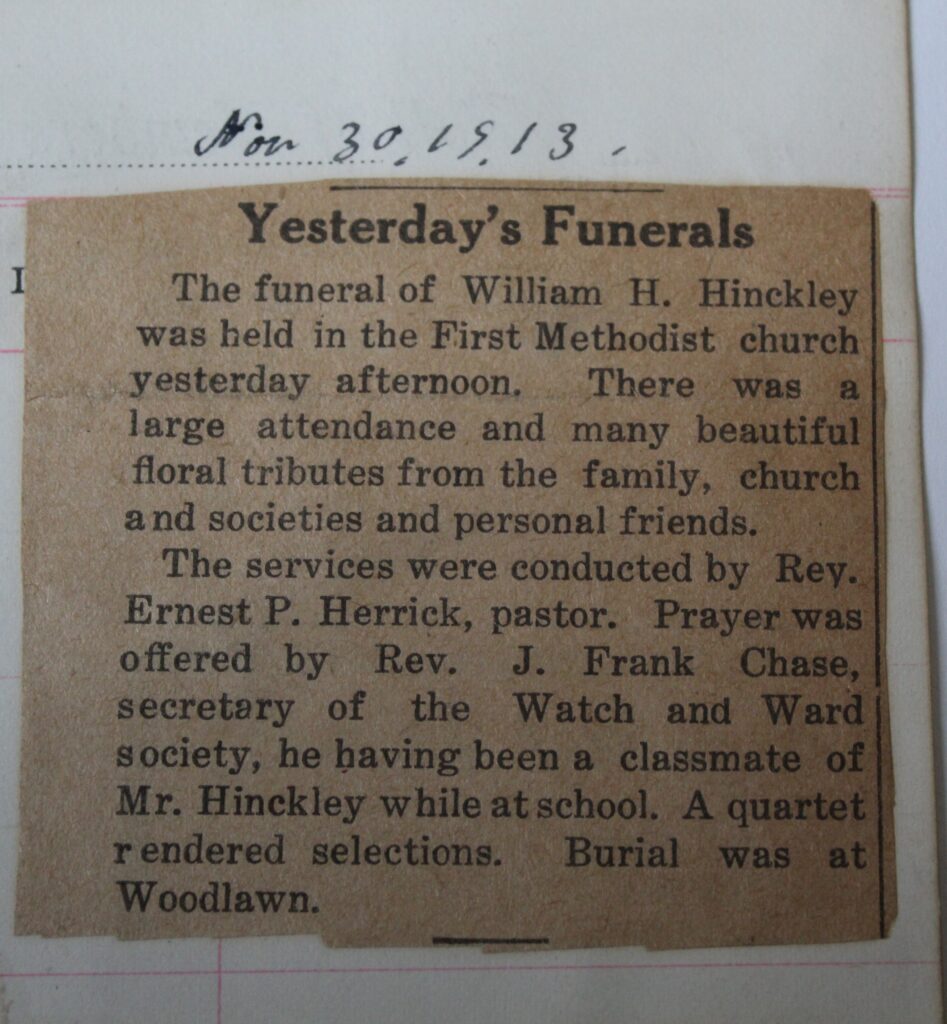 Nov 30, 19,13.
Yesterday's Funerals
The funeral of William H. Hinckley
was held in the First Methodist church
yesterday afternoon. There was a
large attendance and many beautiful
floral tributes from the family, church
and societies and personal friends.
The services were conducted by Rev.
Ernest P. Herrick, pastor. Prayer was
offered by Rev. J. Frank Chase,
secretary of the Watch and Ward
society, he having been a classmate of
Mr. Hinckley while at school. A quartet
rendered selections. Burial was at
Woodlawn.